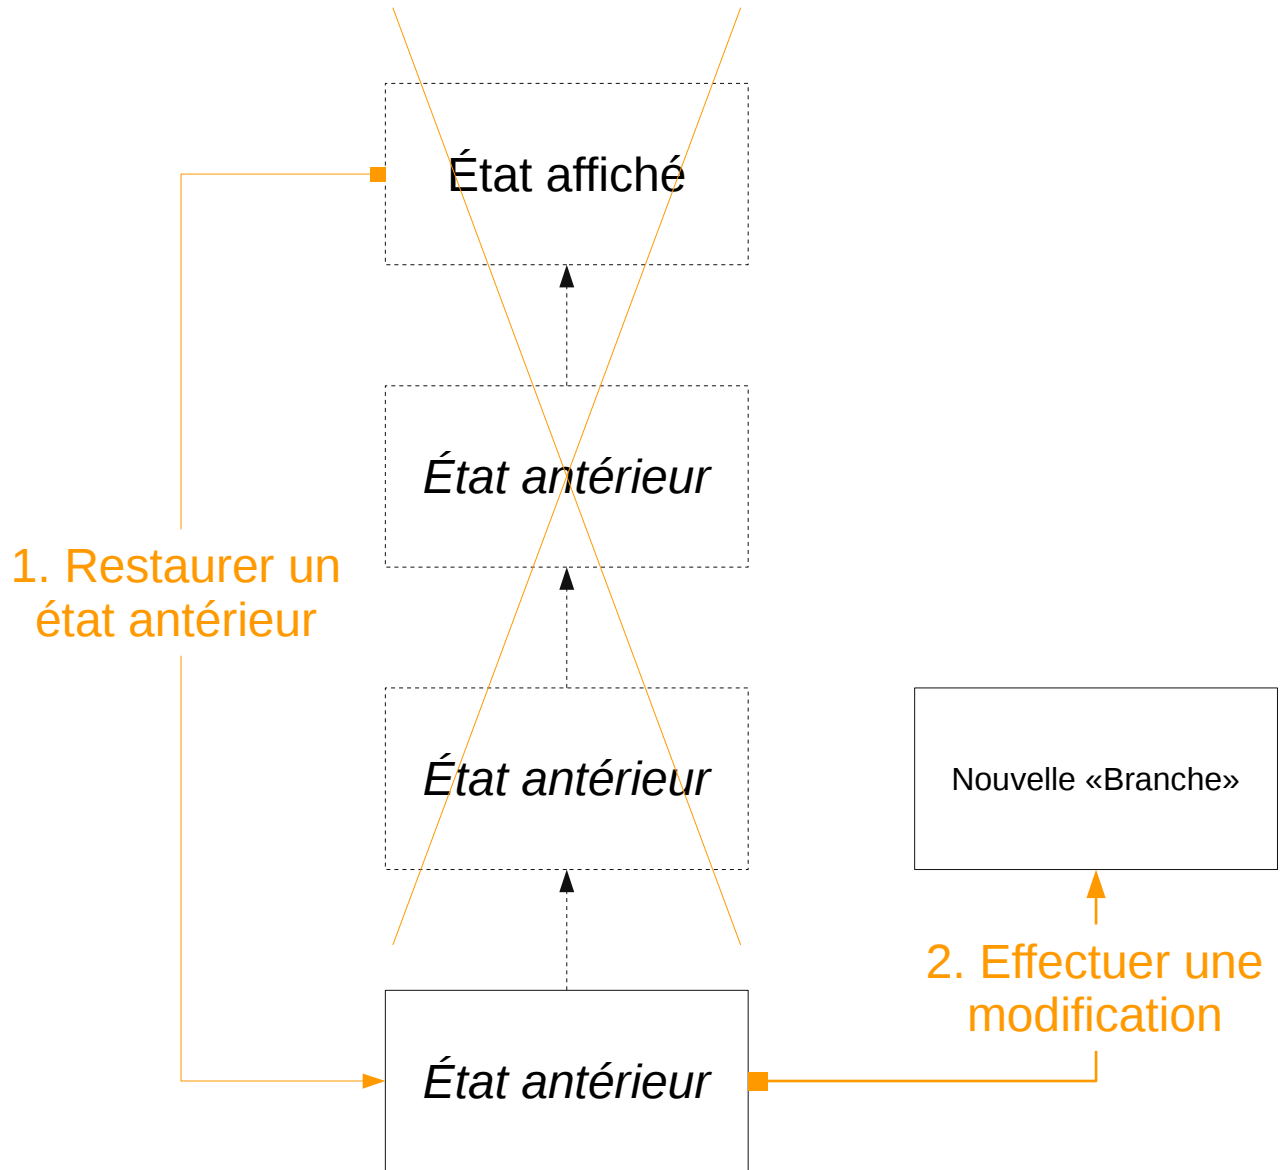 État affiché
État antérieur
1. Restaurer un
état antérieur
État antérieur
Nouvelle «Branche»
2. Effectuer une
modification
État antérieur